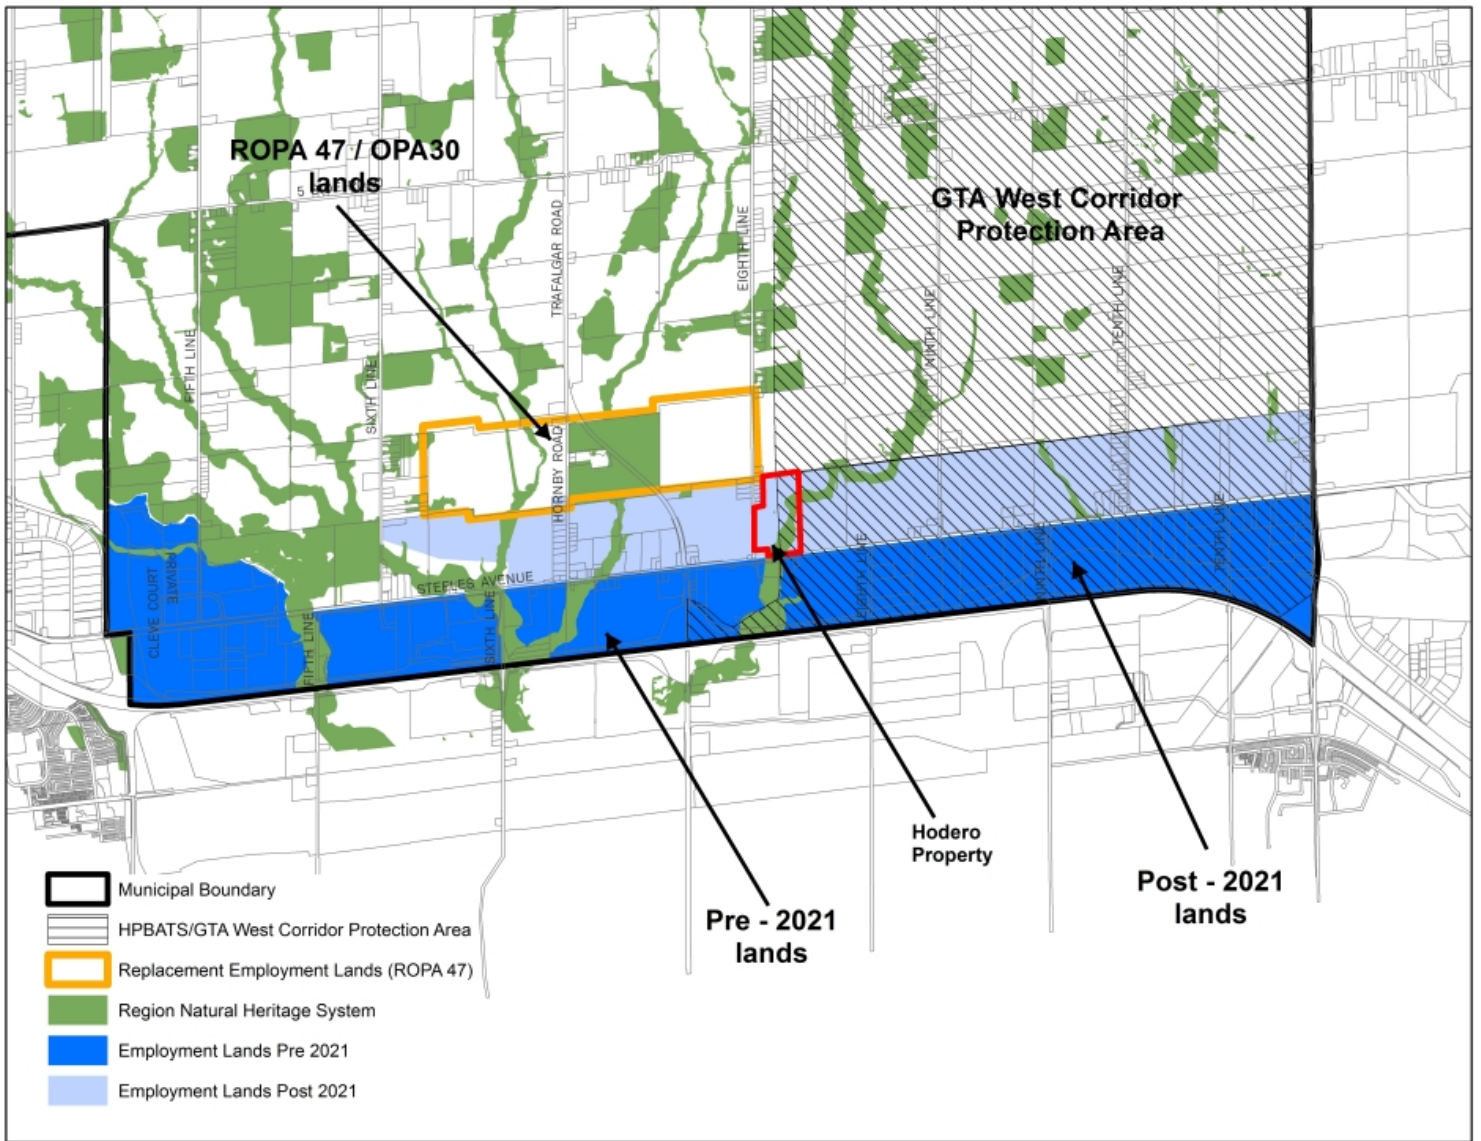 ROPA 47 / OPA30
lands
5
GTA West Corridor
Protection Area
TRAFALGAR ROAD
EIGHTH LINE
NINTH LINE
TENTH LINE
FIFTH LINE
SIXTH LINE
HORNBY ROAD
STEELES AVENUE
CLEVE COURT
PRIVATE
FIFTH LINE
SIXTH LINE
EIGHTH LINE
NINTH LINE
TENTH LINE
Hodero
Property
Pre - 2021
lands
Post - 2021
lands
Municipal Boundary
HPBATS/GTA West Corridor Protection Area
Replacement Employment Lands (ROPA 47)
Region Natural Heritage System
Employment Lands Pre 2021
Employment Lands Post 2021